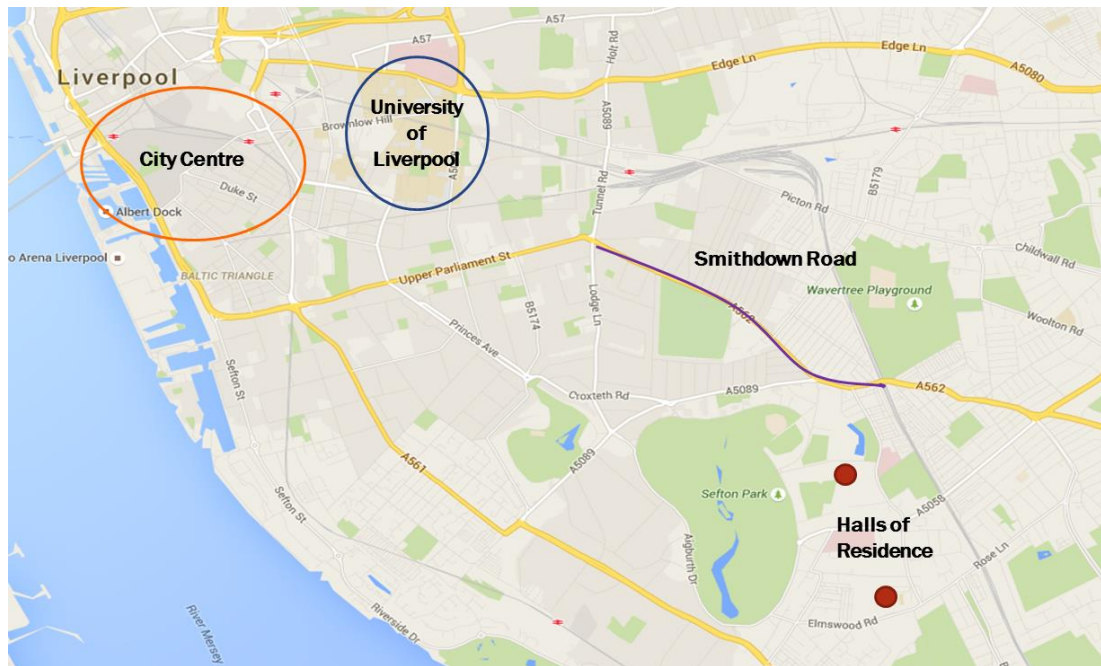 A57
A57
Holt Rd
Edge Ln
Edge Ln
A5080
Liverpool
University
of
Liverpool
Brownlow Hill
A5089
City Centre
Duke St
B5179
Tunnel Rd
Picton Rd
Albert Dock
Smithdown Road
Childwall Rd
o Arena Liverpool
BALTIC TRIANGLE
Upper Parliament St
Wavertree Playground
B5174
Lodge Ln
A562
Woolton Rd
Princes Ave
Sefton St
Croxteth Rd
A5089
A562
A561
A5089
Sefton St
Sefton Park
A5058
Halls of
Residence
Aigburth Dr
Rose Ln
River Mersey
Riverside Dr
Elmswood Rd